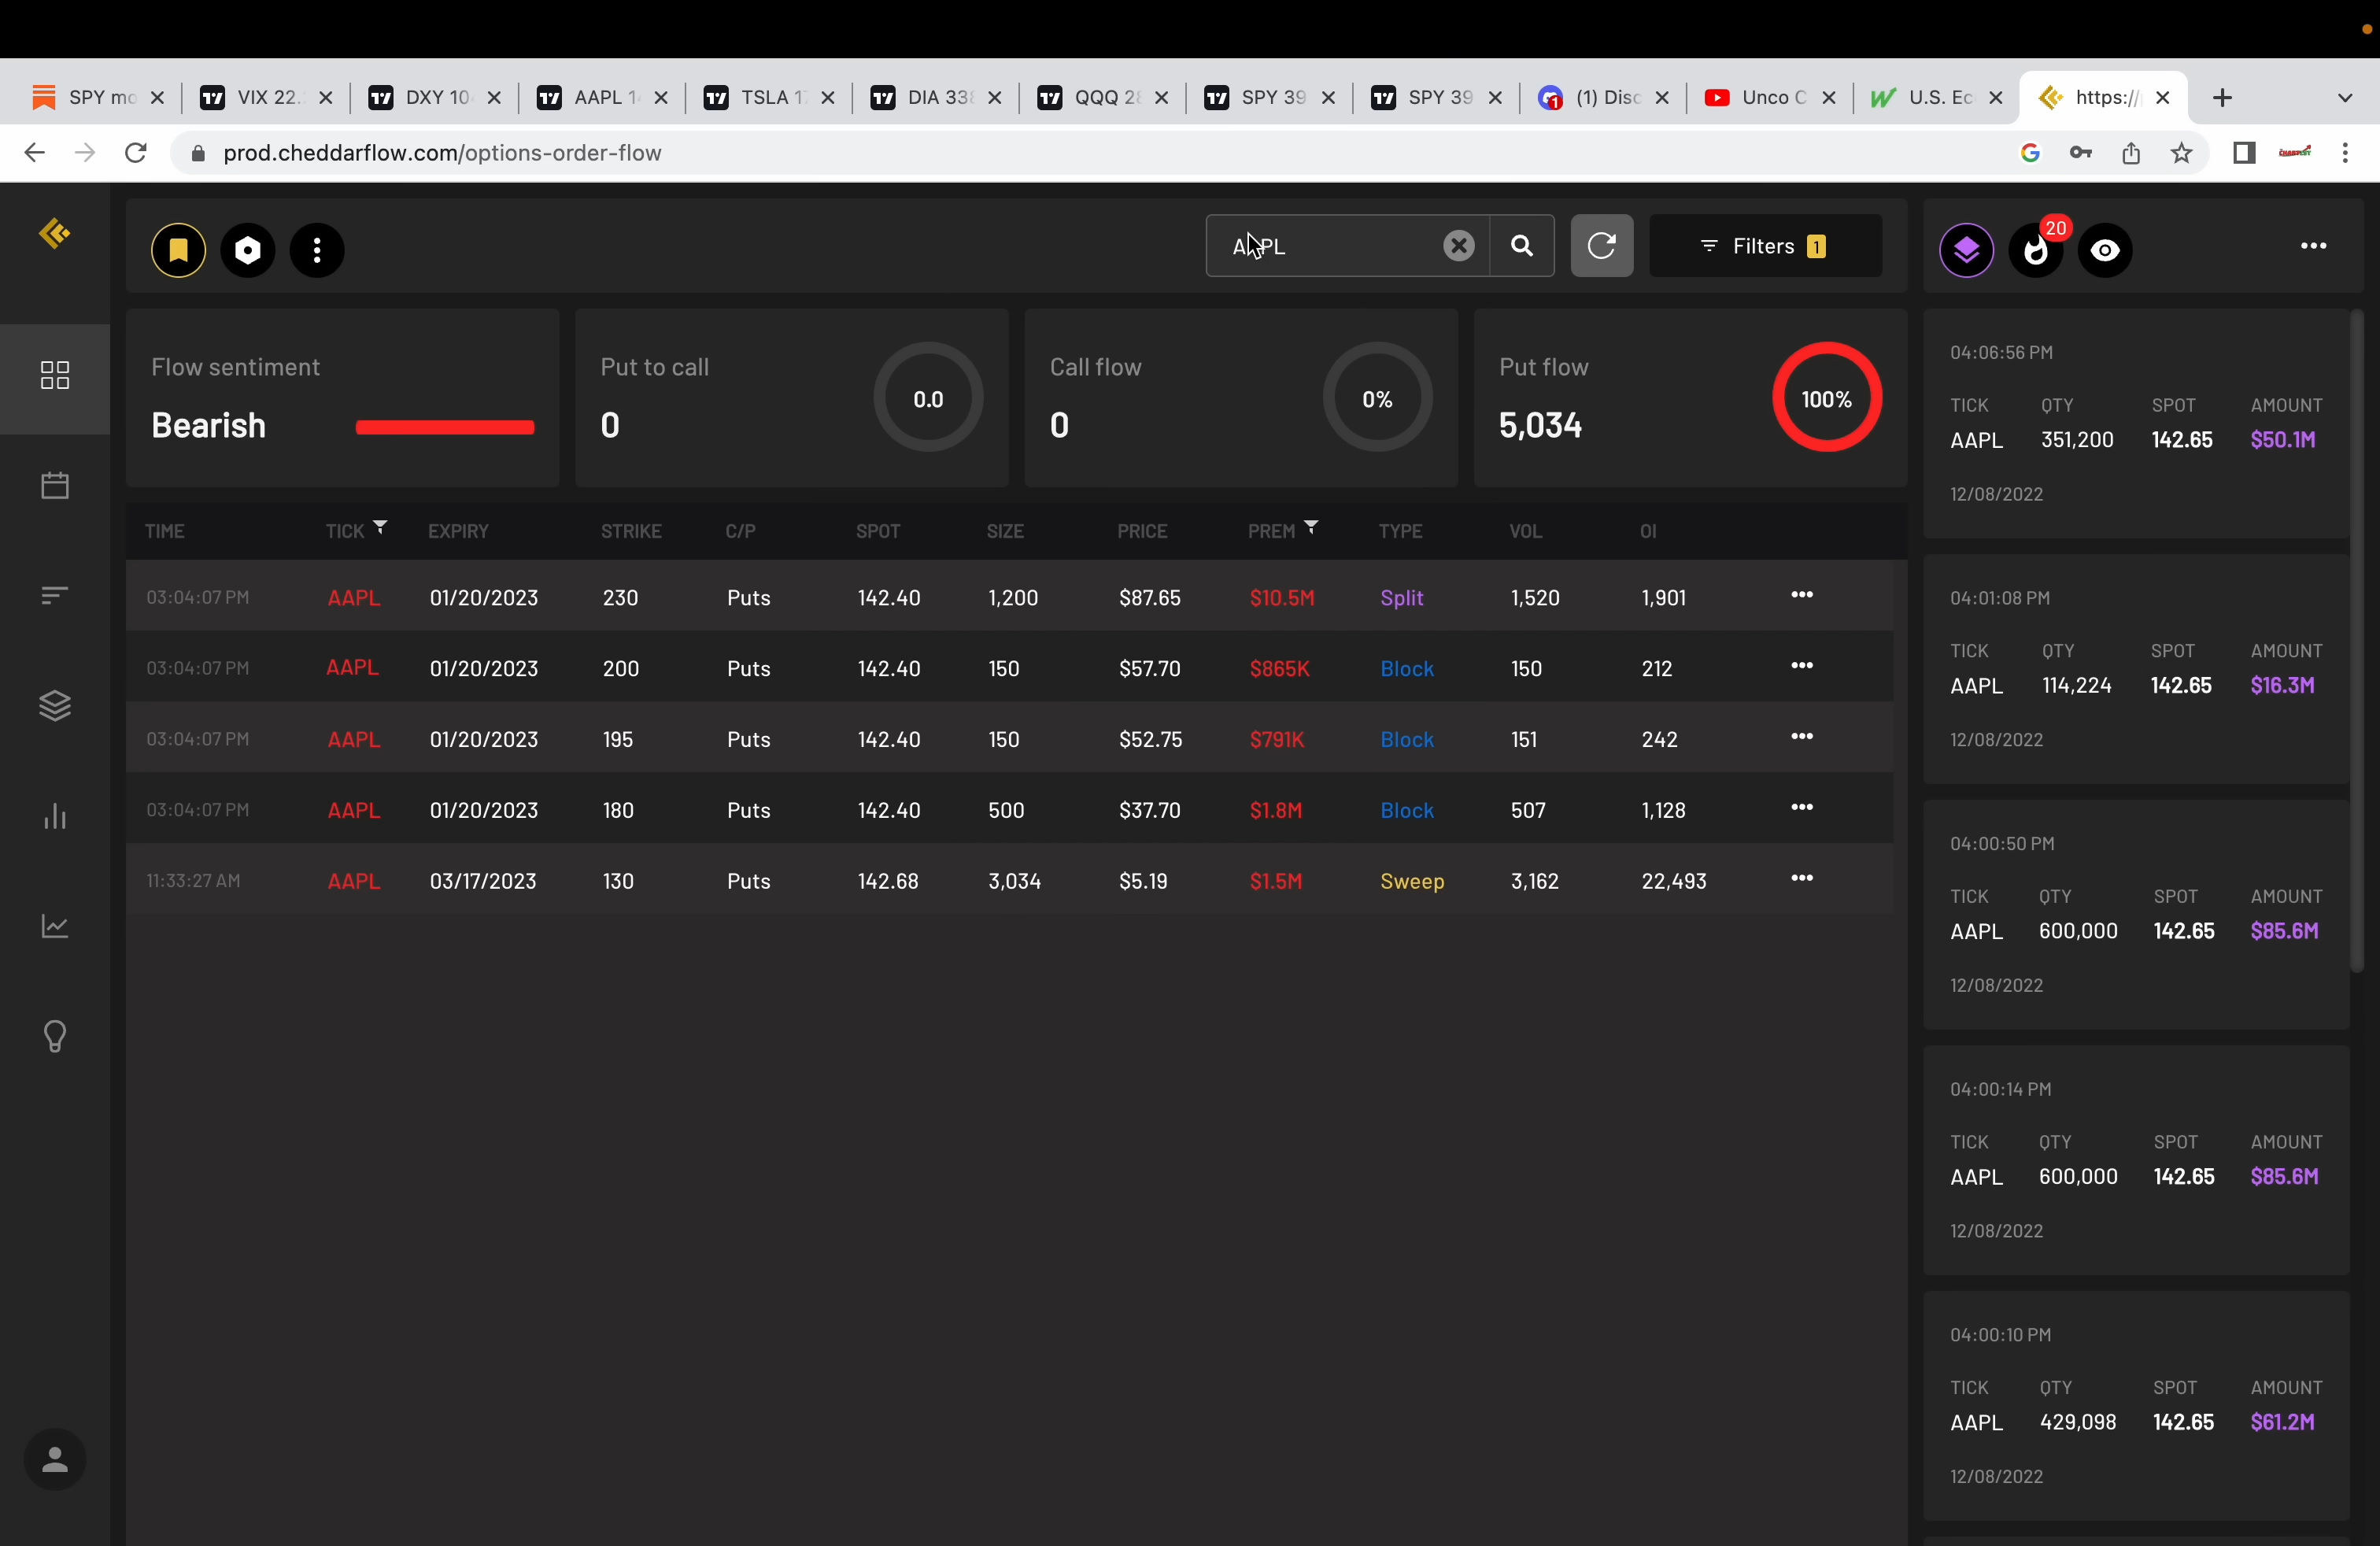 SPY mo
VIX 22.
DXY 10
AAPL 1
TSLA 1
DIA 338
QQQ 2
SPY 39
SPY 39
(1) Disc
Unco C
U.S. Ec
https://
prod.cheddarflow.com/options-order-flow
AAPL
Filters 1
20
Flow sentiment
Bearish
Put to call
0
0.0
Call flow
0
0%
Put flow
5,034
100%
TIME TICK EXPIRY STRIKE C/P SPOT SIZE PRICE PREM TYPE VOL OI
03:04:07 PM AAPL 01/20/2023 230 Puts 142.40 1,200 $87.65 $10.5M Split 1,520 1,901
03:04:07 PM AAPL 01/20/2023 200 Puts 142.40 150 $57.70 $865K Block 150 212
03:04:07 PM AAPL 01/20/2023 195 Puts 142.40 150 $52.75 $791K Block 151 242
03:04:07 PM AAPL 01/20/2023 180 Puts 142.40 500 $37.70 $1.8M Block 507 1,128
11:33:27 AM AAPL 03/17/2023 130 Puts 142.68 3,034 $5.19 $1.5M Sweep 3,162 22,493
04:06:56 PM
TICK QTY SPOT AMOUNT
AAPL 351,200 142.65 $50.1M
12/08/2022
04:01:08 PM
TICK QTY SPOT AMOUNT
AAPL 114,224 142.65 $16.3M
12/08/2022
04:00:50 PM
TICK QTY SPOT AMOUNT
AAPL 600,000 142.65 $85.6M
12/08/2022
04:00:14 PM
TICK QTY SPOT AMOUNT
AAPL 600,000 142.65 $85.6M
12/08/2022
04:00:10 PM
TICK QTY SPOT AMOUNT
AAPL 429,098 142.65 $61.2M
12/08/2022